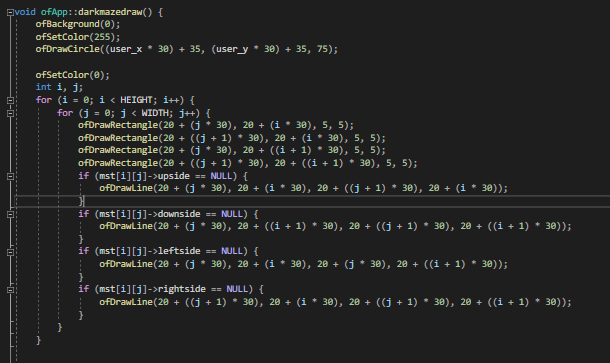 void ofApp::darkmazedraw() {
ofBackground(0);
ofSetColor(255);
ofDrawCircle((user_x * 30) + 35, (user_y * 30) + 35, 75);
ofSetColor(0);
int i, j;
for (i = 0; i < HEIGHT; i++) {
for (j = 0; j < WIDTH; j++) {
ofDrawRectangle(20 + (j * 30), 20 + (i * 30), 5, 5);
ofDrawRectangle(20 + ((j + 1) * 30), 20 + (i * 30), 5, 5);
ofDrawRectangle(20 + (j * 30), 20 + ((i + 1) * 30), 5, 5);
ofDrawRectangle(20 + ((j + 1) * 30), 20 + ((i + 1) * 30), 5, 5);
if (mst[i][j]->upside == NULL) {
ofDrawLine(20 + (j * 30), 20 + (i * 30), 20 + ((j + 1) * 30), 20 + (i * 30));
}
if (mst[i][j]->downside == NULL) {
ofDrawLine(20 + (j * 30), 20 + ((i + 1) * 30), 20 + ((j + 1) * 30), 20 + ((i + 1) * 30));
}
if (mst[i][j]->leftside == NULL) {
ofDrawLine(20 + (j * 30), 20 + (i * 30), 20 + (j * 30), 20 + ((i + 1) * 30));
}
if (mst[i][j]->rightside == NULL) {
ofDrawLine(20 + ((j + 1) * 30), 20 + (i * 30), 20 + ((j + 1) * 30), 20 + ((i + 1) * 30));
}
}
}